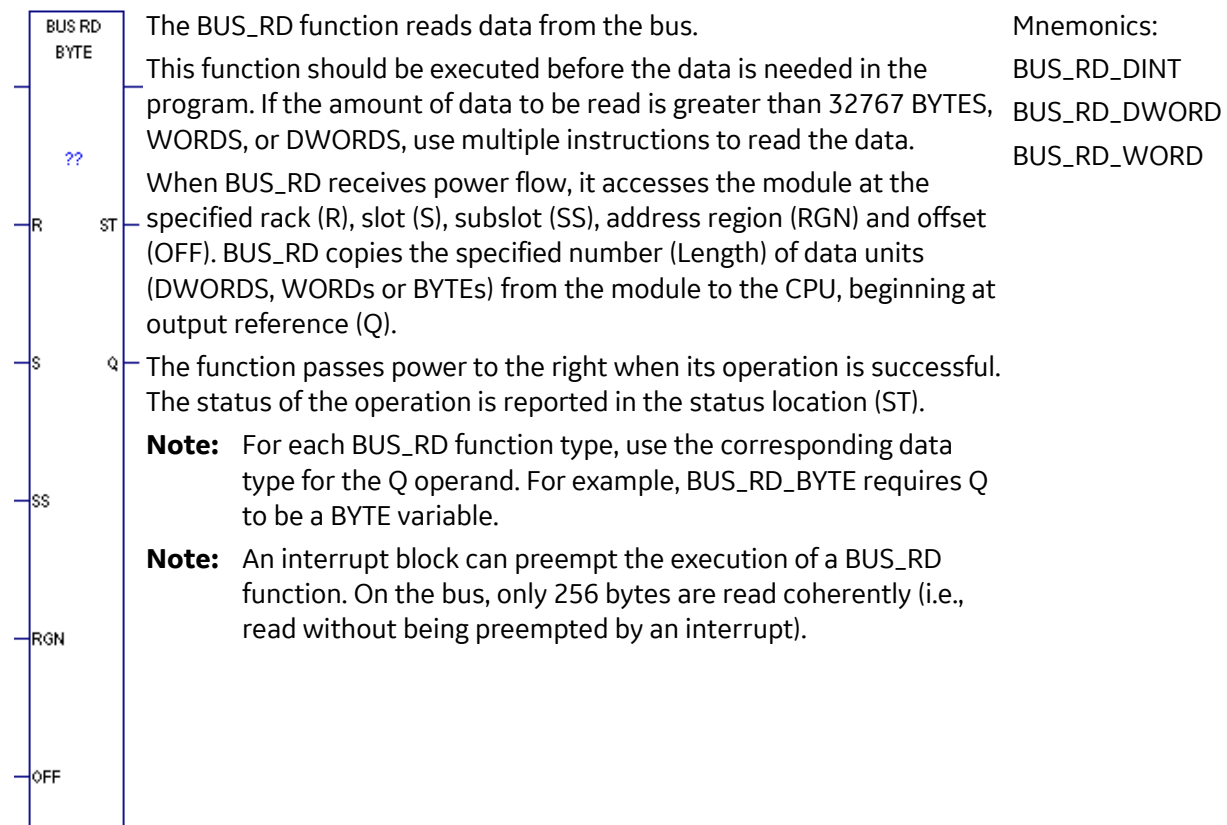 BUS RD
BYTE
??
R
ST
S
Q
SS
RGN
OFF
The BUS_RD function reads data from the bus.
This function should be executed before the data is needed in the
program. If the amount of data to be read is greater than 32767 BYTES,
WORDS, or DWORDS, use multiple instructions to read the data.
When BUS_RD receives power flow, it accesses the module at the
specified rack (R), slot (S), subslot (SS), address region (RGN) and offset
(OFF). BUS_RD copies the specified number (Length) of data units
(DWORDS, WORDs or BYTEs) from the module to the CPU, beginning at
output reference (Q).
The function passes power to the right when its operation is successful.
The status of the operation is reported in the status location (ST).
Note: For each BUS_RD function type, use the corresponding data
type for the Q operand. For example, BUS_RD_BYTE requires Q
to be a BYTE variable.
Note: An interrupt block can preempt the execution of a BUS_RD
function. On the bus, only 256 bytes are read coherently (i.e.,
read without being preempted by an interrupt).
Mnemonics:
BUS_RD_DINT
BUS_RD_DWORD
BUS_RD_WORD